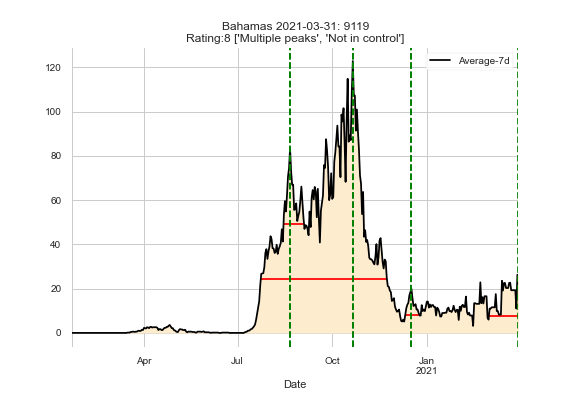 Bahamas 2021-03-31: 9119
Rating:8 ['Multiple peaks', 'Not in control']
Average-7d
120
100
80
60
40
20
0
Apr
Jul
Oct
Jan
2021
Date